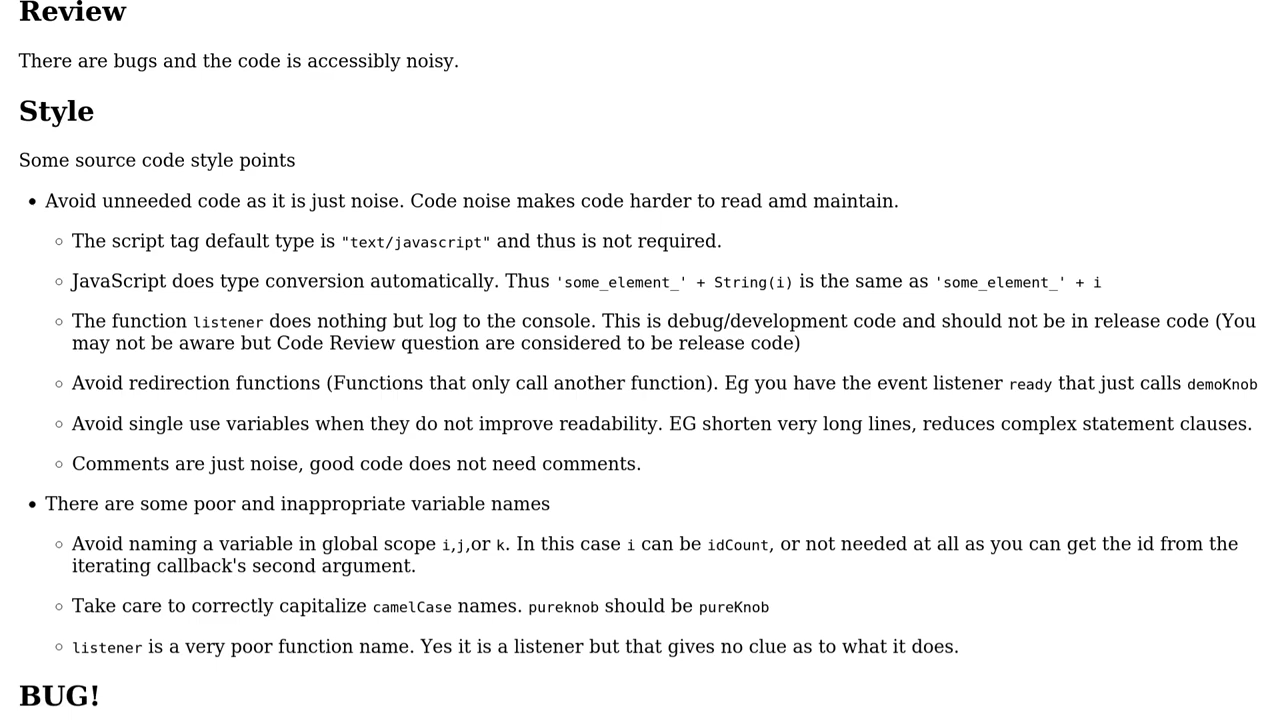 Review
There are bugs and the code is accessibly noisy.
Style
Some source code style points
• Avoid unneeded code as it is just noise. Code noise makes code harder to read amd maintain.
◦ The script tag default type is "text/javascript" and thus is not required.
◦ JavaScript does type conversion automatically. Thus 'some_element_' + String(i) is the same as 'some_element_' + i
◦ The function listener does nothing but log to the console. This is debug/development code and should not be in release code (You
may not be aware but Code Review question are considered to be release code)
◦ Avoid redirection functions (Functions that only call another function). Eg you have the event listener ready that just calls demoKnob
◦ Avoid single use variables when they do not improve readability. EG shorten very long lines, reduces complex statement clauses.
◦ Comments are just noise, good code does not need comments.
• There are some poor and inappropriate variable names
◦ Avoid naming a variable in global scope i,j,or k. In this case i can be idCount, or not needed at all as you can get the id from the
iterating callback's second argument.
◦ Take care to correctly capitalize camelCase names. pureknob should be pureKnob
◦ listener is a very poor function name. Yes it is a listener but that gives no clue as to what it does.
BUG!